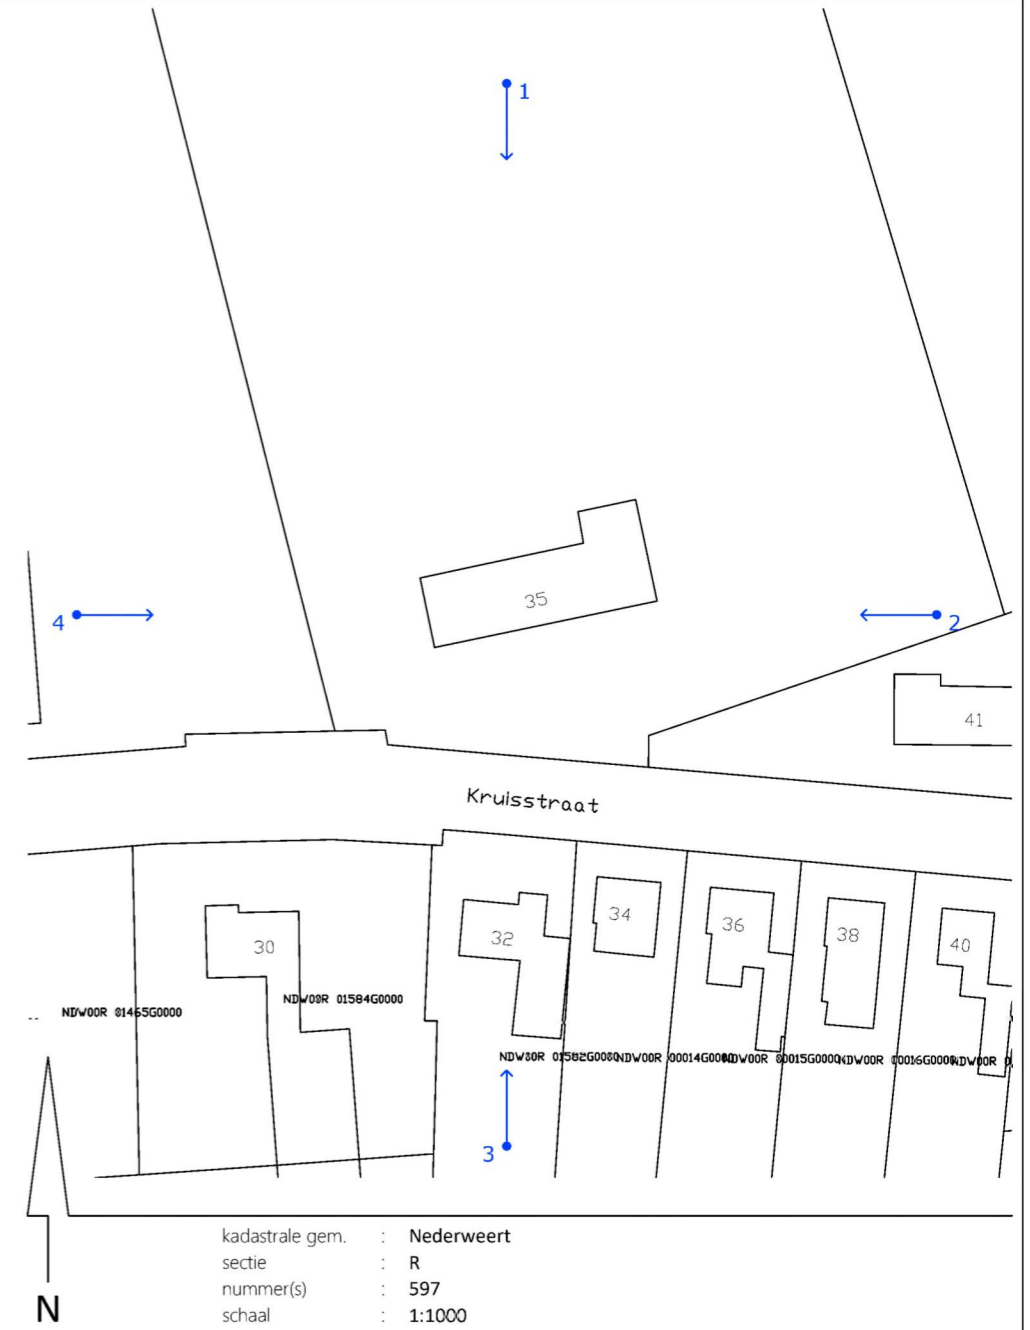 1
35
4
2
41
Kruisstraat
34
36
38
32
40
30
NDW00R 01584G0000
NDW00R 01465G0000
NDW00R 01582G0000 NDW00R 00014G0000 NDW00R 00015G0000 NDW00R 00016G0000 NDW00R
3
kadastrale gem. : Nederweert
sectie : R
nummer(s) : 597
schaal : 1:1000
N